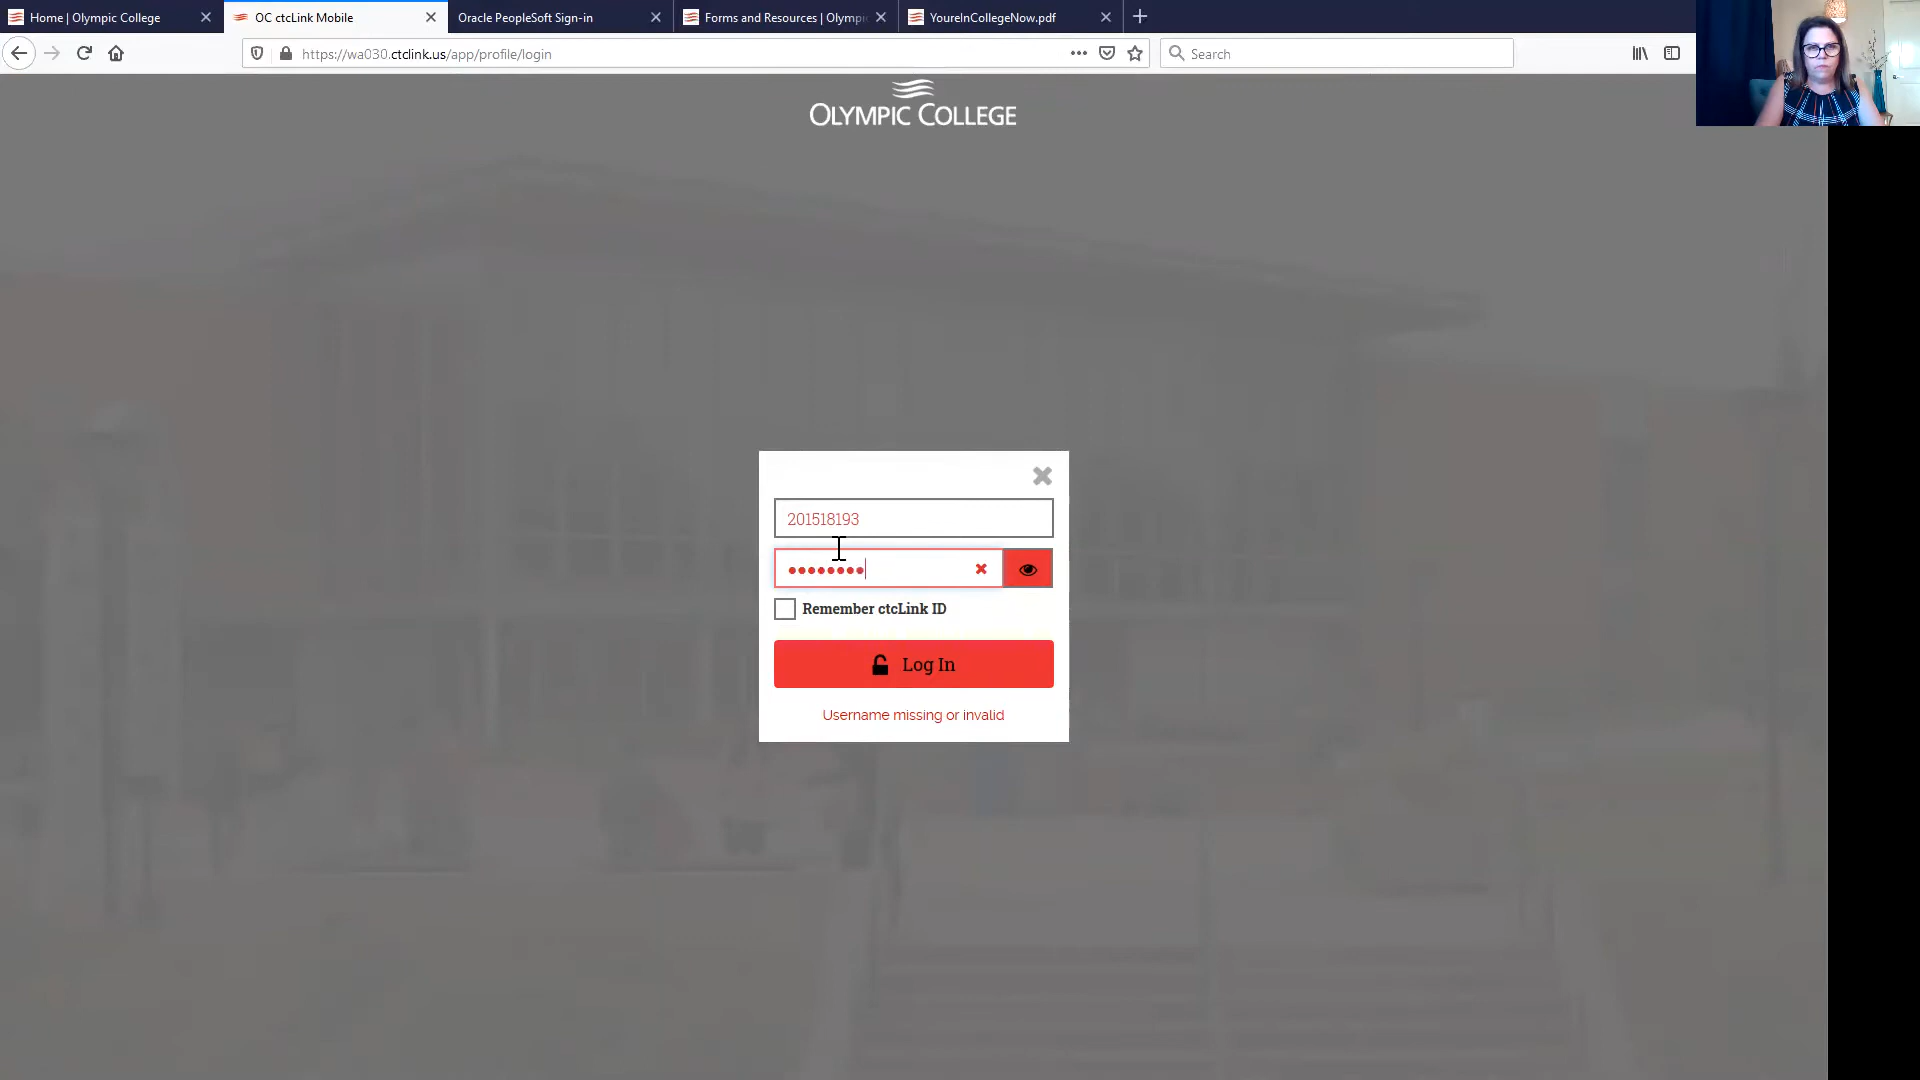 Home | Olympic College
OC ctcLink Mobile
Oracle PeopleSoft Sign-in
Forms and Resources | Olympic
YoureInCollegeNow.pdf
https://wa030.ctclink.us/app/profile/login
Search
OLYMPIC COLLEGE
201518193
Remember ctcLink ID
Log In
Username missing or invalid